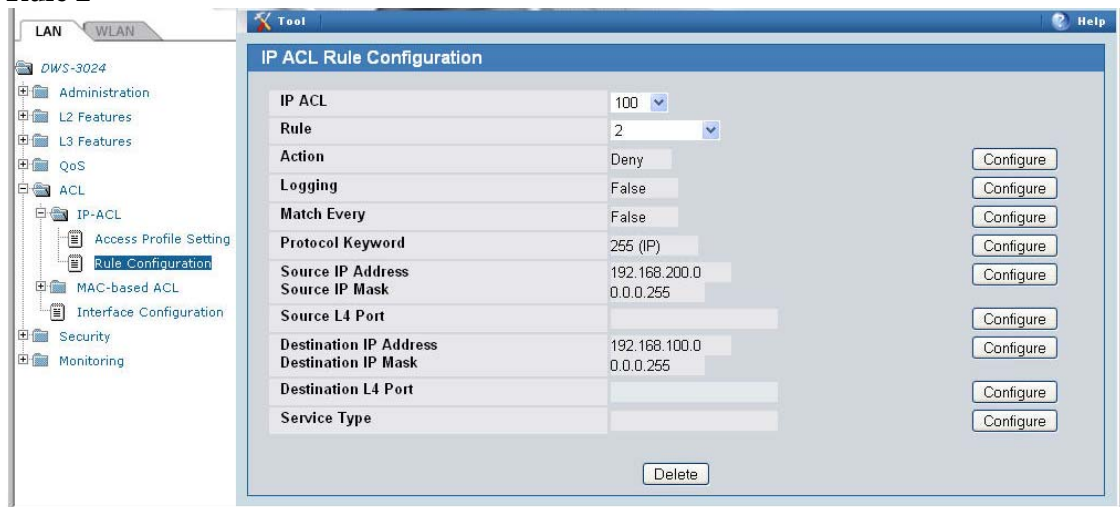 LAN
WLAN
Tool
Help
DWS-3024
Administration
L2 Features
L3 Features
QoS
ACL
IP-ACL
Access Profile Setting
Rule Configuration
MAC-based ACL
Interface Configuration
Security
Monitoring
IP ACL Rule Configuration
IP ACL 100
Rule 2
Action Deny Configure
Logging False Configure
Match Every False Configure
Protocol Keyword 255 (IP) Configure
Source IP Address 192.168.200.0 Configure
Source IP Mask 0.0.0.255
Source L4 Port Configure
Destination IP Address 192.168.100.0 Configure
Destination IP Mask 0.0.0.255
Destination L4 Port Configure
Service Type Configure
Delete